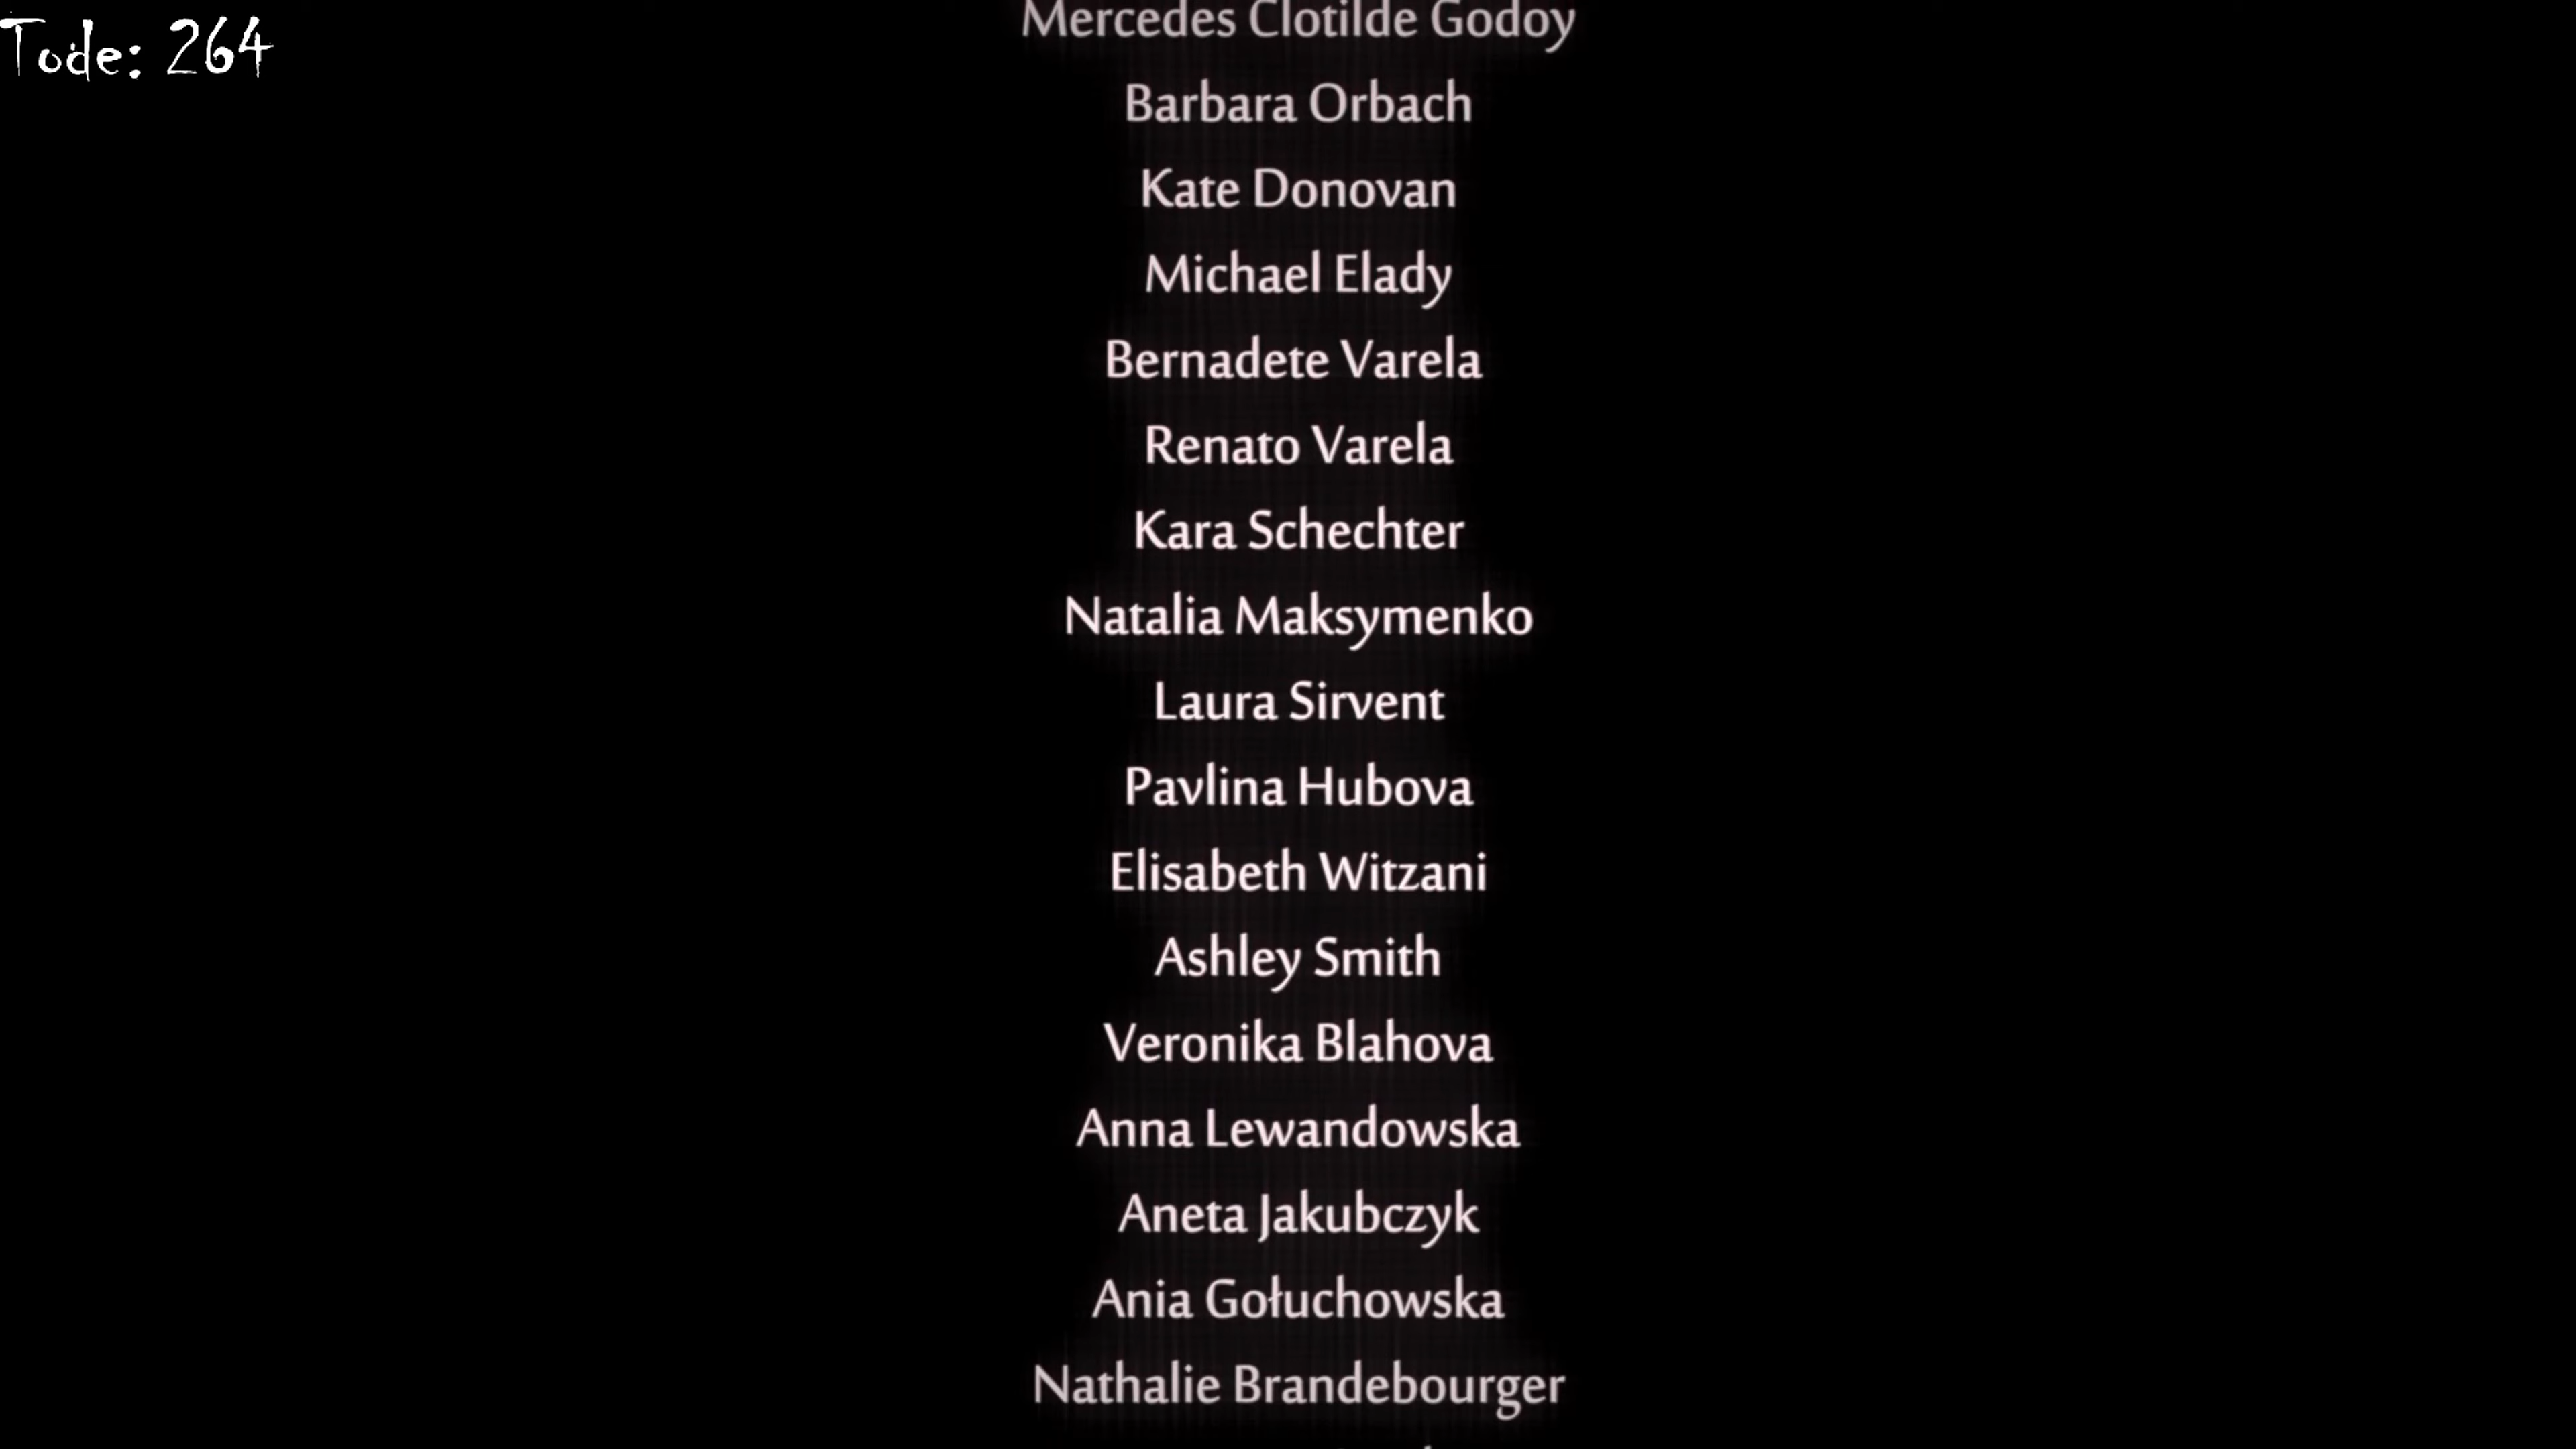 Tode: 264
Mercedes Clotilde Godoy
Barbara Orbach
Kate Donovan
Michael Elady
Bernadete Varela
Renato Varela
Kara Schechter
Natalia Maksymenko
Laura Sirvent
Pavlina Hubova
Elisabeth Witzani
Ashley Smith
Veronika Blahova
Anna Lewandowska
Aneta Jakubczyk
Ania Gołuchowska
Nathalie Brandebourger